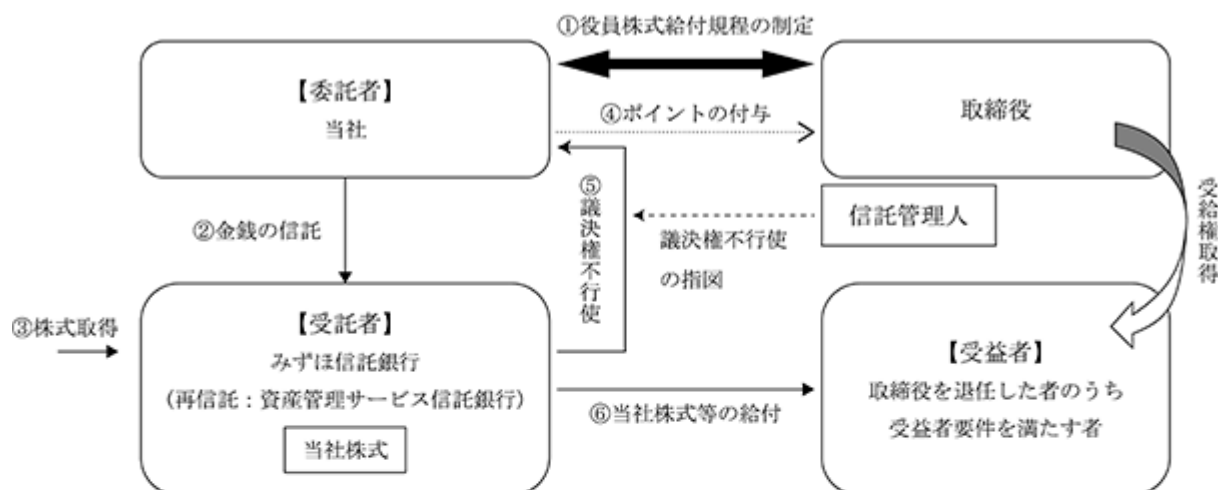 ①役員株式給付規程の制定
【委託者】
当社
④ポイントの付与
取締役
②金銭の信託
⑤議決権不行使
議決権不行使
の指図
信託管理人
受給権取得
③株式取得
【受託者】
みずほ信託銀行
(再信託：資産管理サービス信託銀行)
当社株式
⑥当社株式等の給付
【受益者】
取締役を退任した者のうち
受益者要件を満たす者